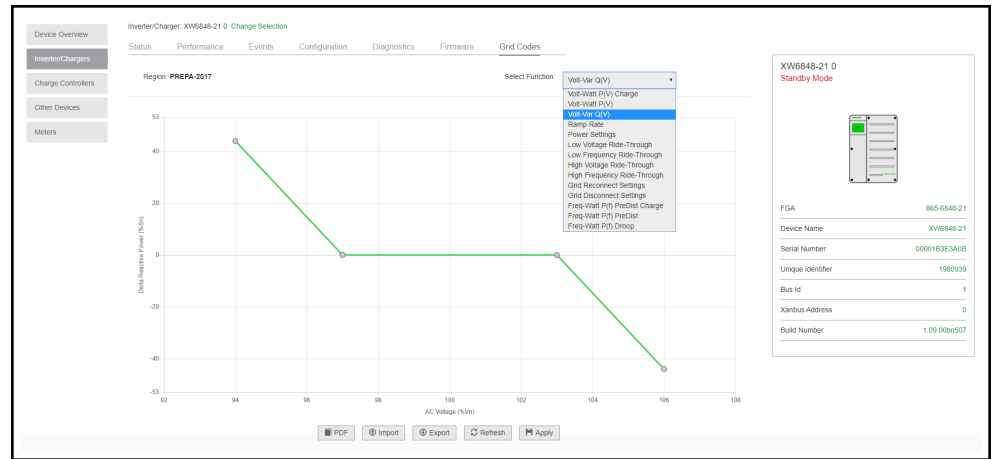 Inverter/Charger: XW6848-21 0 Change Selection
Device Overview
Inverter/Chargers
Charge Controllers
Other Devices
Meters
Status Performance Events Configuration Diagnostics Firmware Grid Codes
Region: PREPA-2017
Select Function: Volt-Var Q(V)
Volt-Watt P(V) Charge
Volt-Watt P(V)
Volt-Var Q(V)
Ramp Rate
Power Settings
Low Voltage Ride-Through
Low Frequency Ride-Through
High Voltage Ride-Through
High Frequency Ride-Through
Grid Reconnect Settings
Grid Disconnect Settings
Freq-Watt P(f) PreDist Charge
Freq-Watt P(f) PreDist
Freq-Watt P(f) Droop
Delta Reactive Power (%Sn)
53
40
20
0
-20
-40
-53
92 94 96 98 100 102 104 106 108
AC Voltage (%Vn)
PDF Import Export Refresh Apply
XW6848-21 0
Standby Mode
FGA 865-6848-21
Device Name XW6848-21
Serial Number 00001B3E3A0B
Unique Identifier 1980939
Bus Id 1
Xanbus Address 0
Build Number 1.09.00bn507